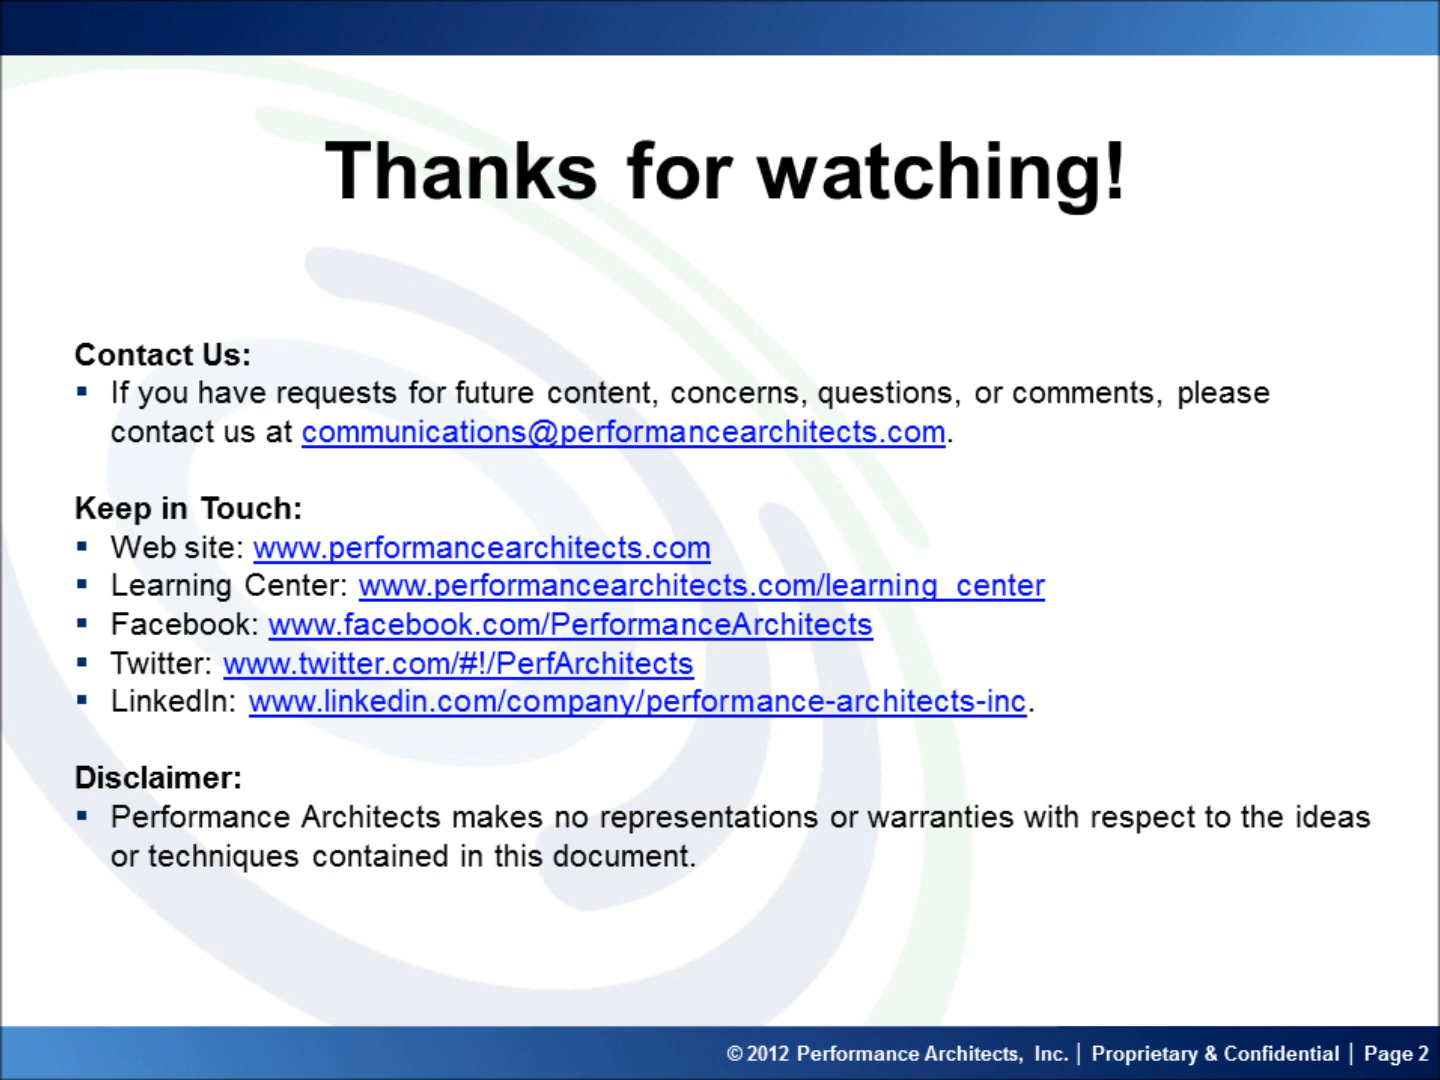 Thanks for watching!
Contact Us:
▪ If you have requests for future content, concerns, questions, or comments, please
contact us at communications@performancearchitects.com.
Keep in Touch:
▪ Web site: www.performancearchitects.com
▪ Learning Center: www.performancearchitects.com/learning_center
▪ Facebook: www.facebook.com/PerformanceArchitects
▪ Twitter: www.twitter.com/#!/PerfArchitects
▪ LinkedIn: www.linkedin.com/company/performance-architects-inc.
Disclaimer:
▪ Performance Architects makes no representations or warranties with respect to the ideas
or techniques contained in this document.
© 2012 Performance Architects, Inc. | Proprietary & Confidential | Page 2